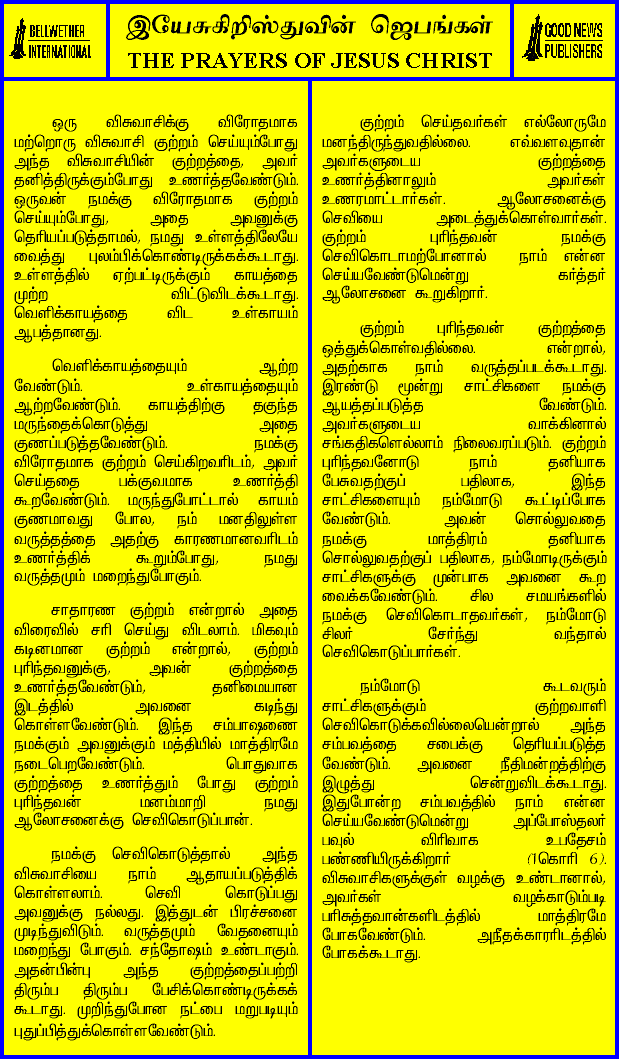 BELLWETHER
INTERNATIONAL
இயேசுகிறிஸ்துவின் ஜெபங்கள்
THE PRAYERS OF JESUS CHRIST
GOOD NEWS
PUBLISHERS
ஒரு விசுவாசிக்கு விரோதமாக
மற்றொரு விசுவாசி குற்றம் செய்யும்போது
அந்த விசுவாசியின் குற்றத்தை, அவர்
தனித்திருக்கும்போது உணர்த்தவேண்டும்.
ஒருவன் நமக்கு விரோதமாக குற்றம்
செய்யும்போது, அதை அவனுக்கு
தெரியப்படுத்தாமல், நமது உள்ளத்திலேயே
வைத்து புலம்பிக்கொண்டிருக்கக்கூடாது.
உள்ளத்தில் ஏற்பட்டிருக்கும் காயத்தை
முற்ற விட்டுவிடக்கூடாது.
வெளிக்காயத்தை விட உள்காயம்
ஆபத்தானது.
வெளிக்காயத்தையும் ஆற்ற
வேண்டும். உள்காயத்தையும்
ஆற்றவேண்டும். காயத்திற்கு தகுந்த
மருந்தைக்கொடுத்து அதை
குணப்படுத்தவேண்டும். நமக்கு
விரோதமாக குற்றம் செய்கிறவரிடம், அவர்
செய்ததை பக்குவமாக உணர்த்தி
கூறவேண்டும். மருந்துபோட்டால் காயம்
குணமாவது போல, நம் மனதிலுள்ள
வருத்தத்தை அதற்கு காரணமானவரிடம்
உணர்த்திக் கூறும்போது, நமது
வருத்தமும் மறைந்துபோகும்.
சாதாரண குற்றம் என்றால் அதை
விரைவில் சரி செய்து விடலாம். மிகவும்
கடினமான குற்றம் என்றால், குற்றம்
புரிந்தவனுக்கு, அவன் குற்றத்தை
உணர்த்தவேண்டும், தனிமையான
இடத்தில் அவனை கடிந்து
கொள்ளவேண்டும். இந்த சம்பாஷணை
நமக்கும் அவனுக்கும் மத்தியில் மாத்திரமே
நடைபெறவேண்டும். பொதுவாக
குற்றத்தை உணர்த்தும் போது குற்றம்
புரிந்தவன் மனம்மாறி நமது
ஆலோசனைக்கு செவிகொடுப்பான்.
நமக்கு செவிகொடுத்தால் அந்த
விசுவாசியை நாம் ஆதாயப்படுத்திக்
கொள்ளலாம். செவி கொடுப்பது
அவனுக்கு நல்லது. இத்துடன் பிரச்சனை
முடிந்துவிடும். வருத்தமும் வேதனையும்
மறைந்து போகும். சந்தோஷம் உண்டாகும்.
அதன்பின்பு அந்த குற்றத்தைப்பற்றி
திரும்ப திரும்ப பேசிக்கொண்டிருக்கக்
கூடாது. முறிந்துபோன நட்பை மறுபடியும்
புதுப்பித்துக்கொள்ளவேண்டும்.
குற்றம் செய்தவர்கள் எல்லோருமே
மனந்திருந்துவதில்லை. எவ்வளவுதான்
அவர்களுடைய குற்றத்தை
உணர்த்தினாலும் அவர்கள்
உணரமாட்டார்கள். ஆலோசனைக்கு
செவியை அடைத்துக்கொள்வார்கள்.
குற்றம் புரிந்தவன் நமக்கு
செவிகொடாமற்போனால் நாம் என்ன
செய்யவேண்டுமென்று கர்த்தர்
ஆலோசனை கூறுகிறார்.
குற்றம் புரிந்தவன் குற்றத்தை
ஒத்துக்கொள்வதில்லை. என்றால்,
அதற்காக நாம் வருத்தப்படக்கூடாது.
இரண்டு மூன்று சாட்சிகளை நமக்கு
ஆயத்தப்படுத்த வேண்டும்.
அவர்களுடைய வாக்கினால்
சங்கதிகளெல்லாம் நிலைவரப்படும். குற்றம்
புரிந்தவனோடு நாம் தனியாக
பேசுவதற்குப் பதிலாக, இந்த
சாட்சிகளையும் நம்மோடு கூட்டிப்போக
வேண்டும். அவன் சொல்லுவதை
நமக்கு மாத்திரம் தனியாக
சொல்லுவதற்குப் பதிலாக, நம்மோடிருக்கும்
சாட்சிகளுக்கு முன்பாக அவனை கூற
வைக்கவேண்டும். சில சமயங்களில்
நமக்கு செவிகொடாதவர்கள், நம்மோடு
சிலர் சேர்ந்து வந்தால்
செவிகொடுப்பார்கள்.
நம்மோடு கூடவரும்
சாட்சிகளுக்கும் குற்றவாளி
செவிகொடுக்கவில்லையென்றால் அந்த
சம்பவத்தை சபைக்கு தெரியப்படுத்த
வேண்டும். அவனை நீதிமன்றத்திற்கு
இழுத்து சென்றுவிடக்கூடாது.
இதுபோன்ற சம்பவத்தில் நாம் என்ன
செய்யவேண்டுமென்று அப்போஸ்தலர்
பவுல் விரிவாக உபதேசம்
பண்ணியிருக்கிறார் (1கொரி 6).
விசுவாசிகளுக்குள் வழக்கு உண்டானால்,
அவர்கள் வழக்காடும்படி
பரிசுத்தவான்களிடத்தில் மாத்திரமே
போகவேண்டும். அநீதக்காரரிடத்தில்
போகக்கூடாது.